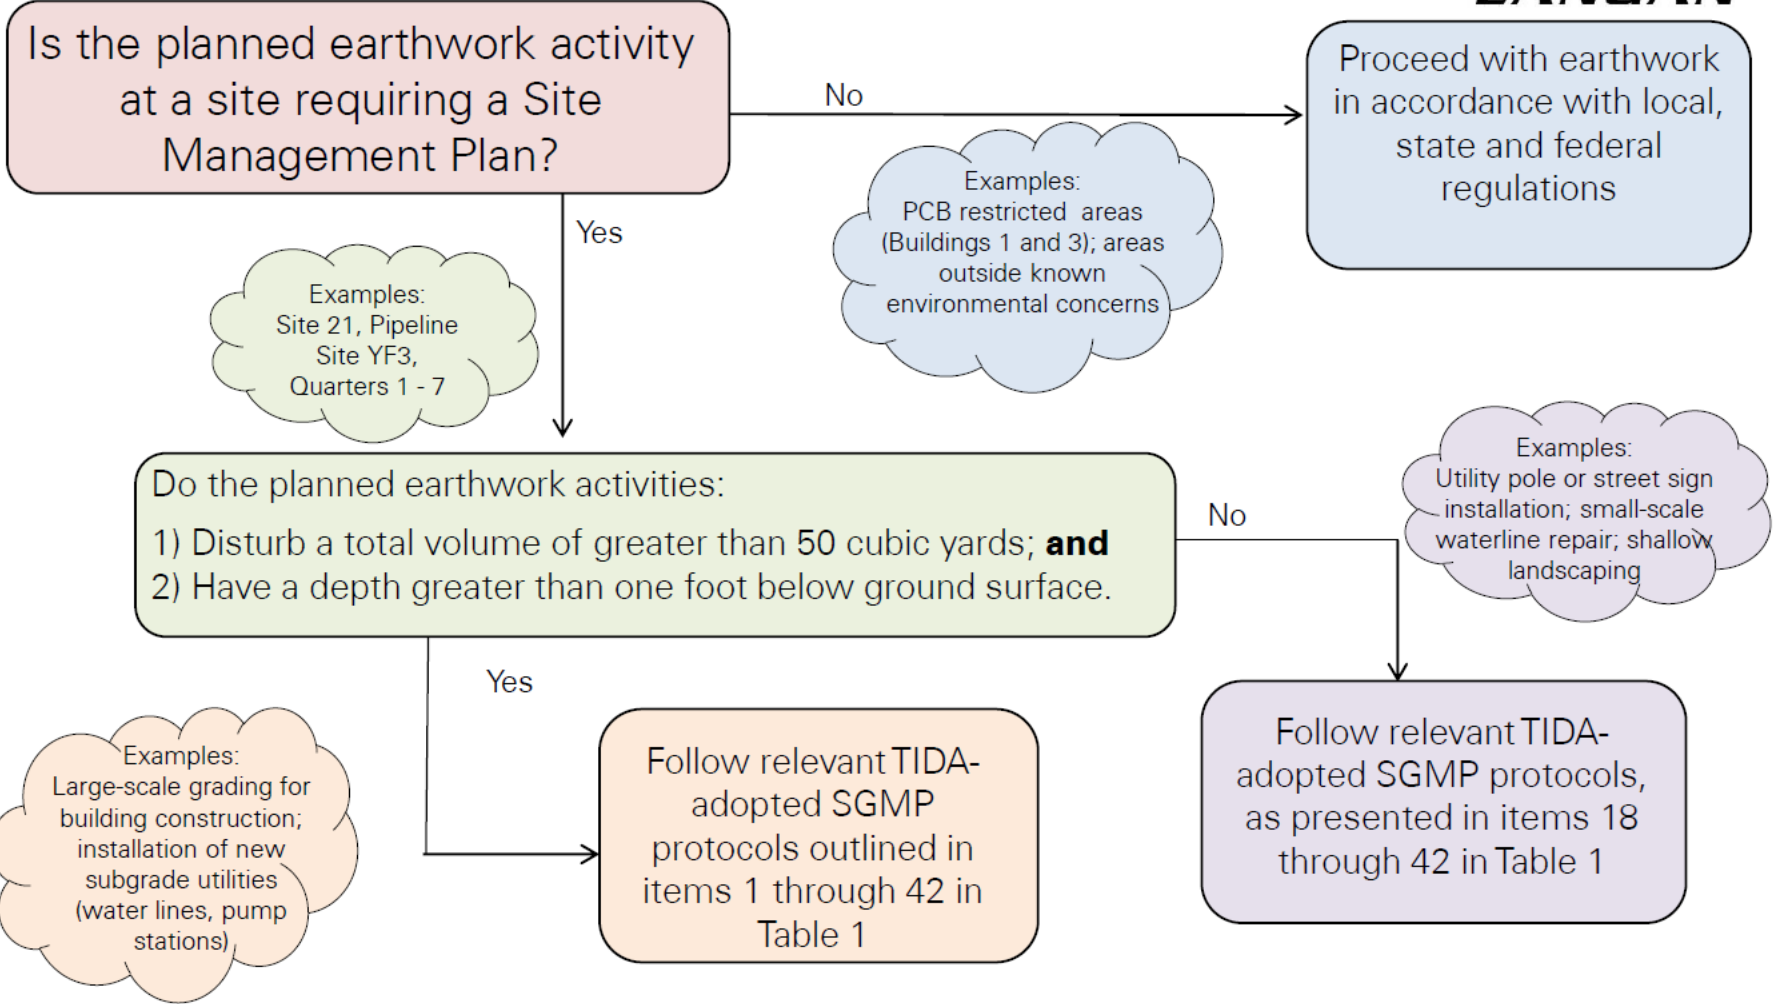 Is the planned earthwork activity
at a site requiring a Site
Management Plan?
No
Proceed with earthwork
in accordance with local,
state and federal
regulations
Examples:
PCB restricted areas
(Buildings 1 and 3); areas
outside known
environmental concerns
Yes
Examples:
Site 21, Pipeline
Site YF3,
Quarters 1 - 7
Do the planned earthwork activities:
1) Disturb a total volume of greater than 50 cubic yards; and
2) Have a depth greater than one foot below ground surface.
No
Examples:
Utility pole or street sign
installation; small-scale
waterline repair; shallow
landscaping
Yes
Examples:
Large-scale grading for
building construction;
installation of new
subgrade utilities
(water lines, pump
stations)
Follow relevant TIDA-
adopted SGMP
protocols outlined in
items 1 through 42 in
Table 1
Follow relevant TIDA-
adopted SGMP protocols,
as presented in items 18
through 42 in Table 1